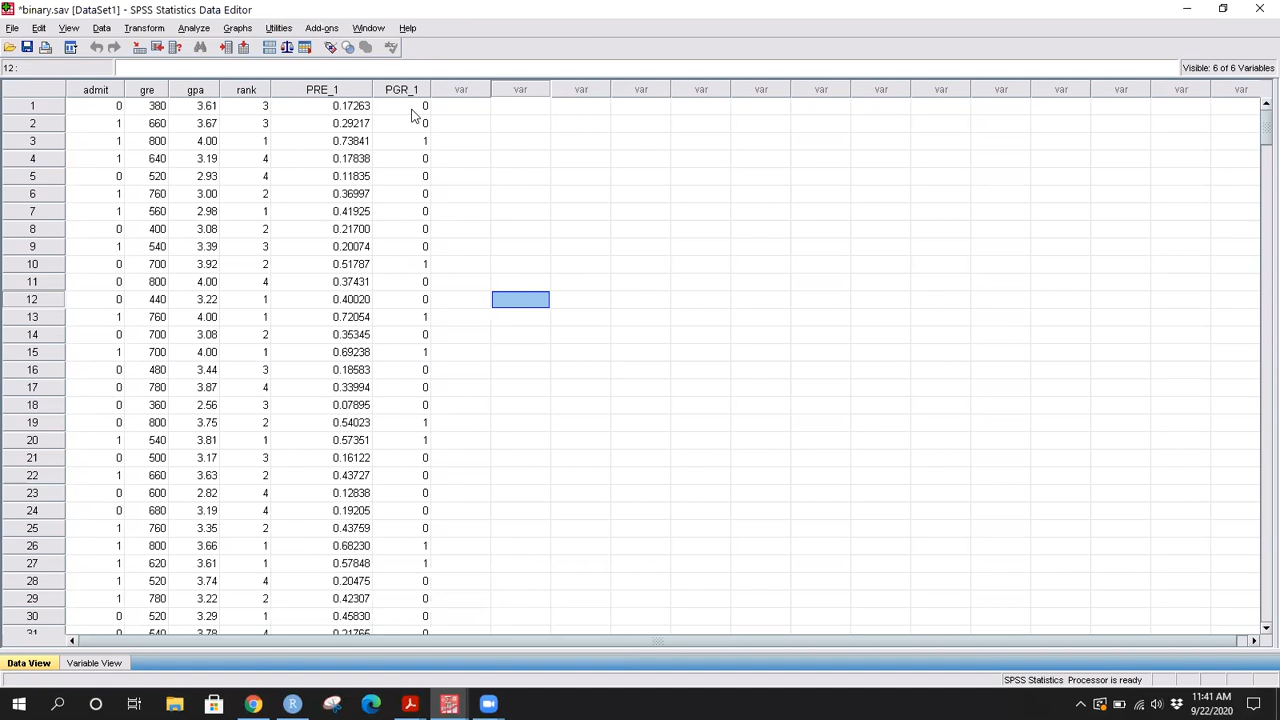 *binary.sav [DataSet1] - SPSS Statistics Data Editor
File Edit View Data Transform Analyze Graphs Utilities Add-ons Window Help
12 : Visible: 6 of 6 Variables
admit gre gpa rank PRE_1 PGR_1 var var var var var var var var var var var var var var
1 0 380 3.61 3 0.17263 0
2 1 660 3.67 3 0.29217 0
3 1 800 4.00 1 0.73841 1
4 1 640 3.19 4 0.17838 0
5 0 520 2.93 4 0.11835 0
6 1 760 3.00 2 0.36997 0
7 1 560 2.98 1 0.41925 0
8 0 400 3.08 2 0.21700 0
9 1 540 3.39 3 0.20074 0
10 0 700 3.92 2 0.51787 1
11 0 800 4.00 4 0.37431 0
12 0 440 3.22 1 0.40020 0
13 1 760 4.00 1 0.72054 1
14 0 700 3.08 2 0.35345 0
15 1 700 4.00 1 0.69238 1
16 0 480 3.44 3 0.18583 0
17 0 780 3.87 4 0.33994 0
18 0 360 2.56 3 0.07895 0
19 0 800 3.75 2 0.54023 1
20 1 540 3.81 1 0.57351 1
21 0 500 3.17 3 0.16122 0
22 1 660 3.63 2 0.43727 0
23 0 600 2.82 4 0.12838 0
24 0 680 3.19 4 0.19205 0
25 1 760 3.35 2 0.43759 0
26 1 800 3.66 1 0.68230 1
27 1 620 3.61 1 0.57848 1
28 1 520 3.74 4 0.20475 0
29 1 780 3.22 2 0.42307 0
30 0 520 3.29 1 0.45830 0
31 0 540 3.78 4 0.21765 0
Data View Variable View
SPSS Statistics Processor is ready
11:41 AM
9/22/2020